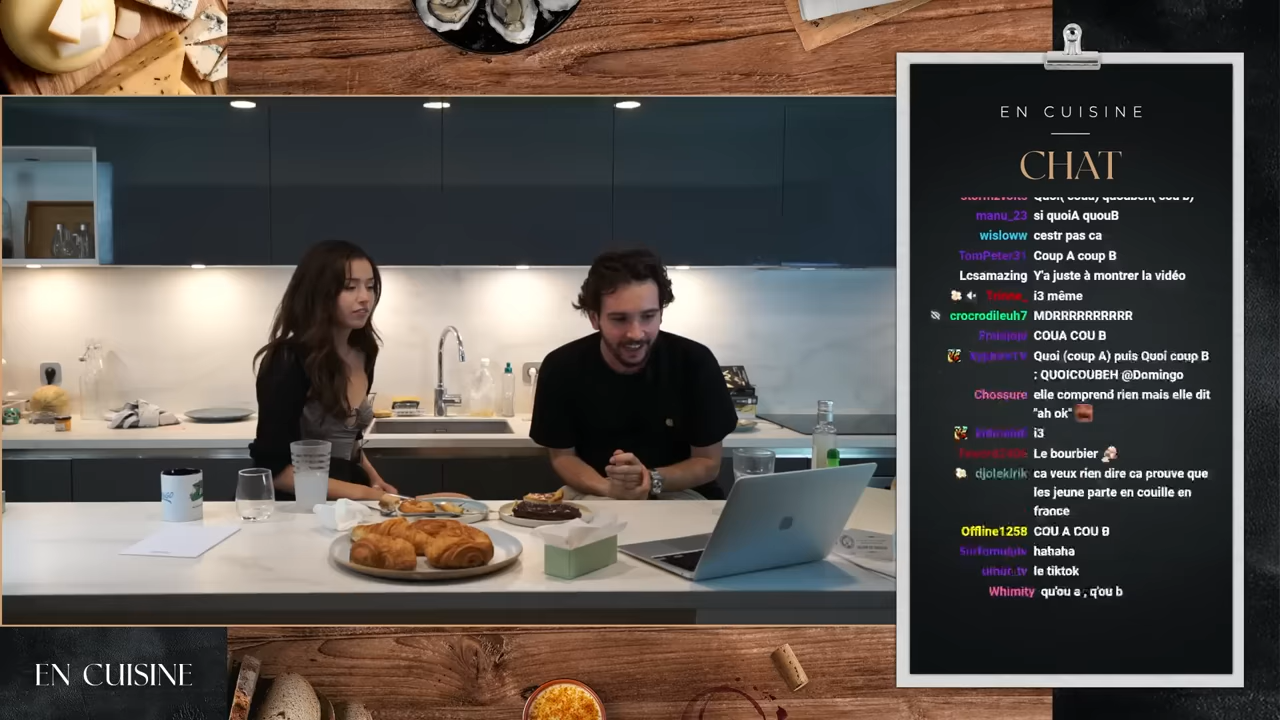 EN CUISINE
CHAT
manu_23 si quoiA quouB
wisloww cestr pas ca
TomPeter31 Coup A coup B
Lcsamazing Y'a juste à montrer la vidéo
i3 même
crocrodileuh7 MDRRRRRRRRRR
COUA COU B
Quoi (coup A) puis Quoi coup B
: QUOICOUBEH @Domingo
Chossure elle comprend rien mais elle dit
"ah ok"
i3
Le bourbier
djoleklrik ca veux rien dire ca prouve que
les jeune parte en couille en
france
Offline1258 COU A COU B
hahaha
le tiktok
Whimity qu'ou a , q'ou b
EN CUISINE